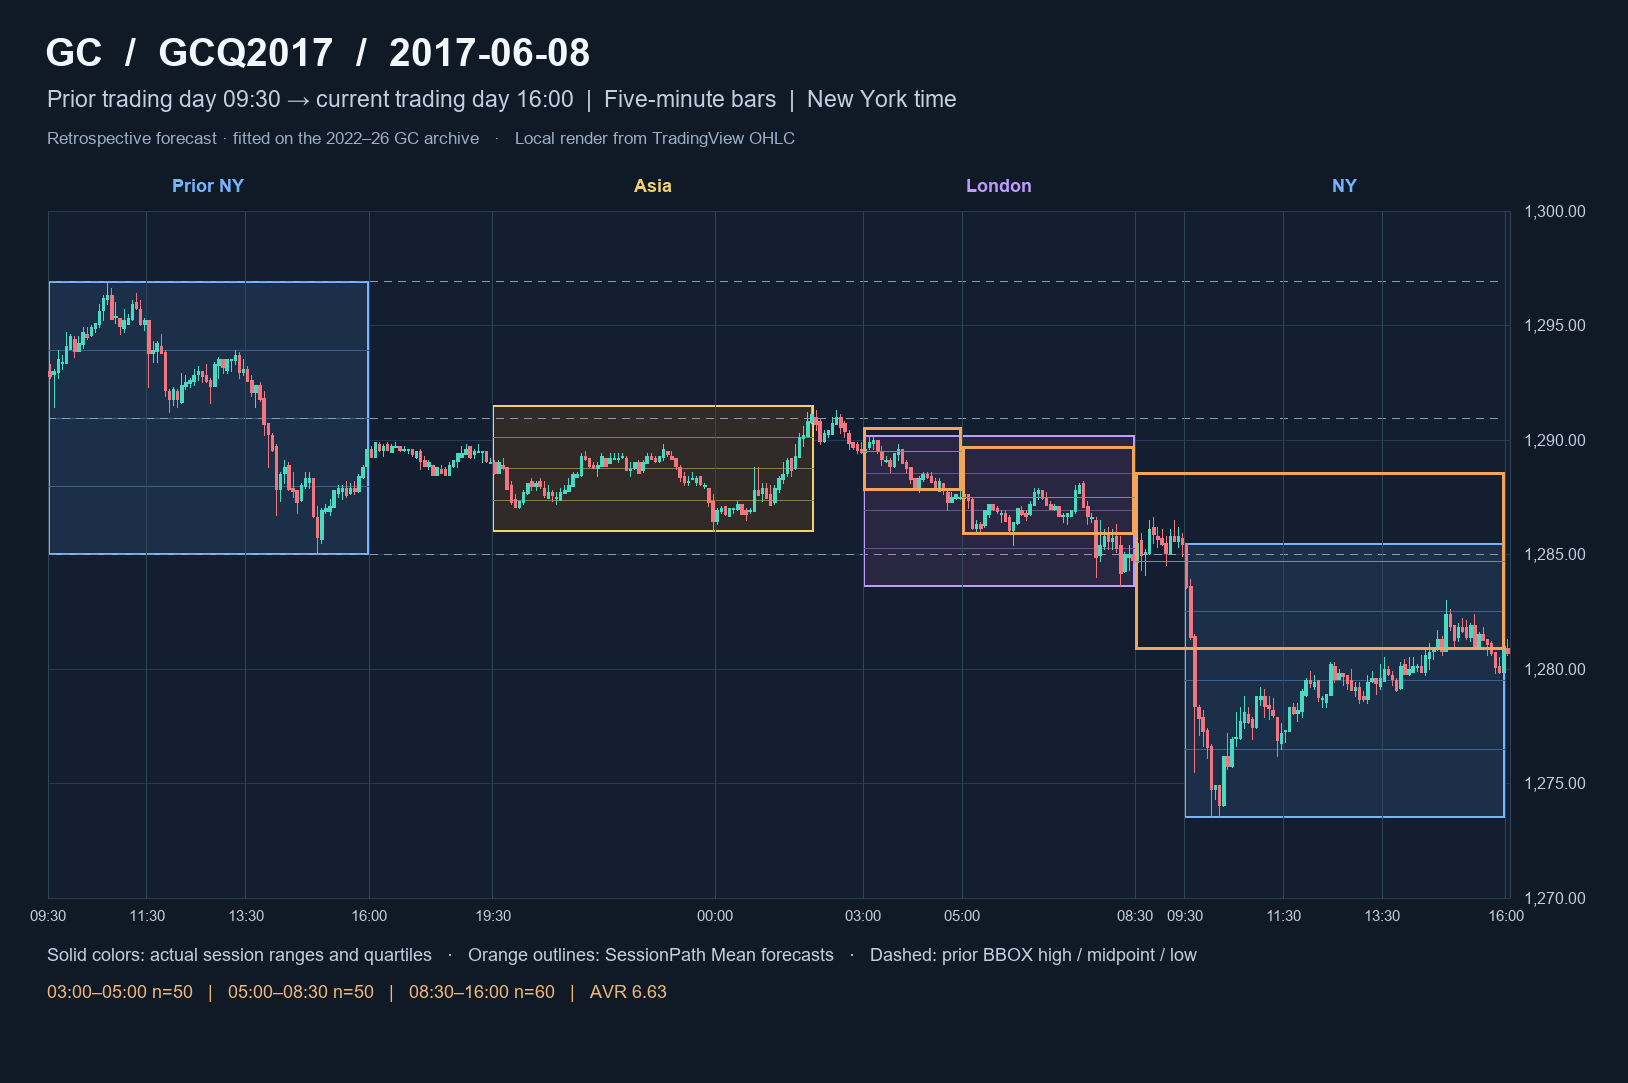 GC / GCQ2017 / 2017-06-08
Prior trading day 09:30 → current trading day 16:00 | Five-minute bars | New York time
Retrospective forecast · fitted on the 2022–26 GC archive · Local render from TradingView OHLC
Prior NY Asia London NY
1,300.00
1,295.00
1,290.00
1,285.00
1,280.00
1,275.00
1,270.00
09:30 11:30 13:30 16:00 19:30 00:00 03:00 05:00 08:30 09:30 11:30 13:30 16:00
Solid colors: actual session ranges and quartiles · Orange outlines: SessionPath Mean forecasts · Dashed: prior BBOX high / midpoint / low
03:00–05:00 n=50 | 05:00–08:30 n=50 | 08:30–16:00 n=60 | AVR 6.63